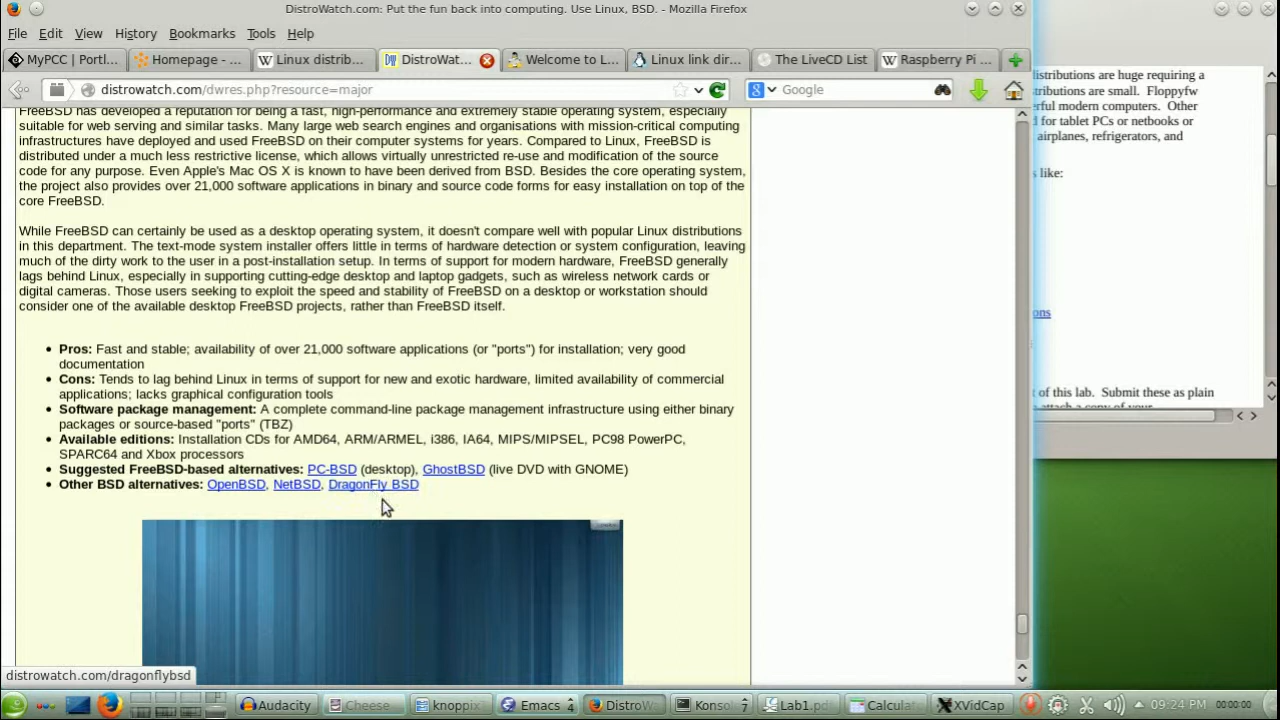 DistroWatch.com: Put the fun back into computing. Use Linux, BSD. - Mozilla Firefox
File Edit View History Bookmarks Tools Help
MyPCC | Portl... Homepage - ... Linux distrib... DistroWat... Welcome to L... Linux link dir... The LiveCD List Raspberry Pi ...
distrowatch.com/dwres.php?resource=major Google
FreeBSD has developed a reputation for being a fast, high-performance and extremely stable operating system, especially
suitable for web serving and similar tasks. Many large web search engines and organisations with mission-critical computing
infrastructures have deployed and used FreeBSD on their computer systems for years. Compared to Linux, FreeBSD is
distributed under a much less restrictive license, which allows virtually unrestricted re-use and modification of the source
code for any purpose. Even Apple's Mac OS X is known to have been derived from BSD. Besides the core operating system,
the project also provides over 21,000 software applications in binary and source code forms for easy installation on top of the
core FreeBSD.
While FreeBSD can certainly be used as a desktop operating system, it doesn't compare well with popular Linux distributions
in this department. The text-mode system installer offers little in terms of hardware detection or system configuration, leaving
much of the dirty work to the user in a post-installation setup. In terms of support for modern hardware, FreeBSD generally
lags behind Linux, especially in supporting cutting-edge desktop and laptop gadgets, such as wireless network cards or
digital cameras. Those users seeking to exploit the speed and stability of FreeBSD on a desktop or workstation should
consider one of the available desktop FreeBSD projects, rather than FreeBSD itself.
• Pros: Fast and stable; availability of over 21,000 software applications (or "ports") for installation; very good
documentation
• Cons: Tends to lag behind Linux in terms of support for new and exotic hardware, limited availability of commercial
applications; lacks graphical configuration tools
• Software package management: A complete command-line package management infrastructure using either binary
packages or source-based "ports" (TBZ)
• Available editions: Installation CDs for AMD64, ARM/ARMEL, i386, IA64, MIPS/MIPSEL, PC98 PowerPC,
SPARC64 and Xbox processors
• Suggested FreeBSD-based alternatives: PC-BSD (desktop), GhostBSD (live DVD with GNOME)
• Other BSD alternatives: OpenBSD, NetBSD, DragonFly BSD
distrowatch.com/dragonflybsd
distributions are huge requiring a
tributions are small. Floppyfw
erful modern computers. Other
d for tablet PCs or netbooks or
airplanes, refrigerators, and
s like:
ons
t of this lab. Submit these as plain
attach a copy of your
Audacity Cheese knoppix Emacs 4 DistroW Konsol 7 Lab1.pd Calculat XVidCap 09:24 PM 00:00:00